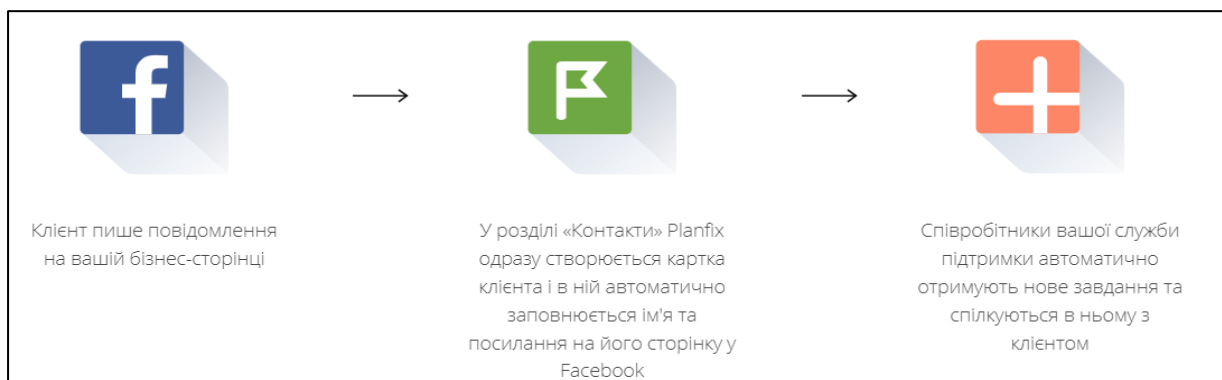 Клієнт пише повідомлення
на вашій бізнес-сторінці
У розділі «Контакти» Planfix
одразу створюється картка
клієнта і в ній автоматично
заповнюється ім'я та
посилання на його сторінку у
Facebook
Співробітники вашої служби
підтримки автоматично
отримують нове завдання та
спілкуються в ньому з
клієнтом